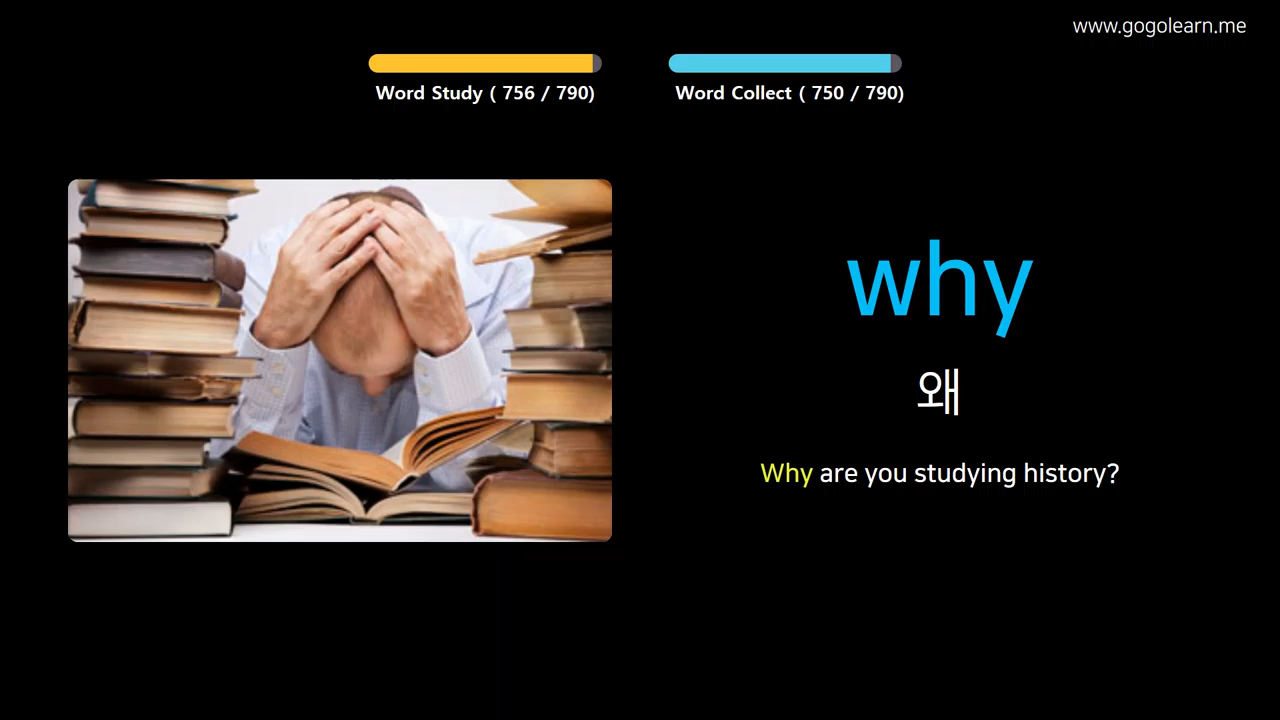 www.gogolearn.me
Word Study ( 756 / 790)
Word Collect ( 750 / 790)
why
왜
Why are you studying history?